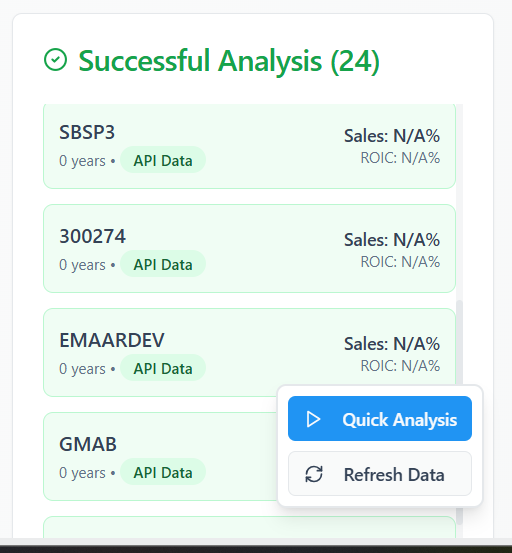 Successful Analysis (24)
SBSP3
Sales: N/A%
0 years • API Data
ROIC: N/A%
300274
Sales: N/A%
0 years • API Data
ROIC: N/A%
EMAARDEV
Sales: N/A%
0 years • API Data
ROIC: N/A%
GMAB
0 years • API Data
Quick Analysis
Refresh Data